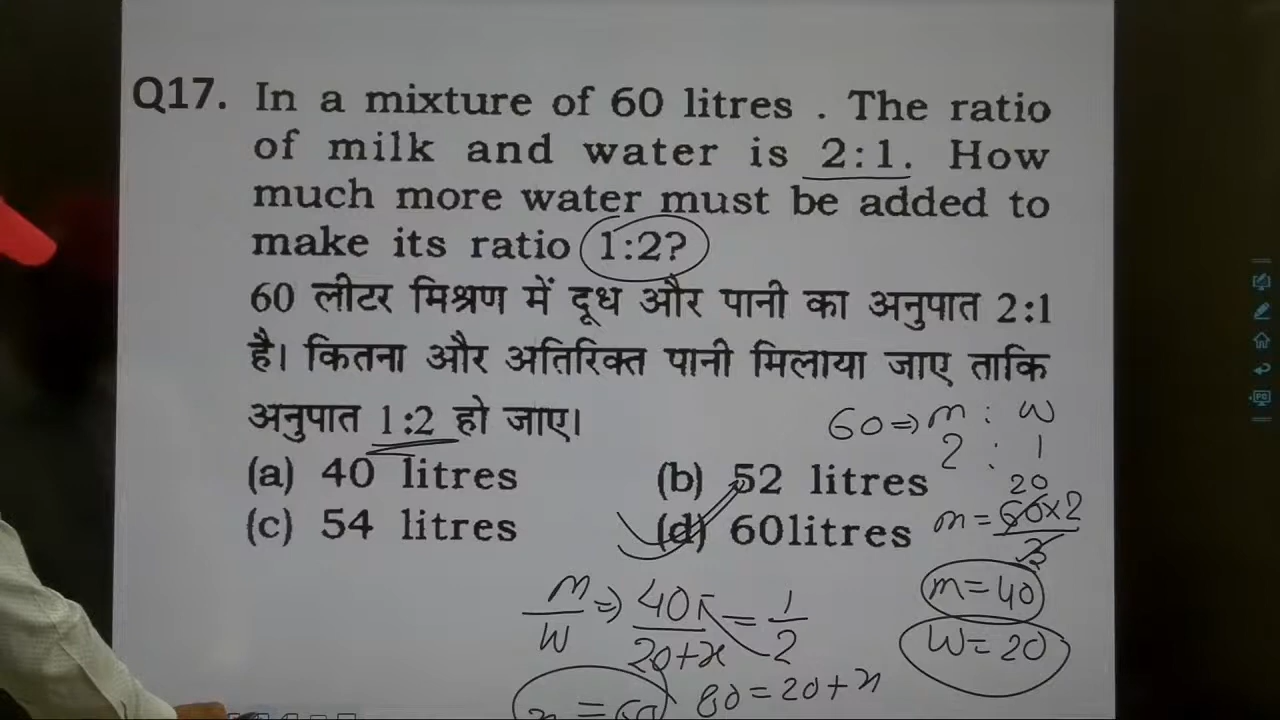 Q17. In a mixture of 60 litres . The ratio
of milk and water is 2:1. How
much more water must be added to
make its ratio 1:2?
60 लीटर मिश्रण में दूध और पानी का अनुपात 2:1
है। कितना और अतिरिक्त पानी मिलाया जाए ताकि
अनुपात 1:2 हो जाए।
(a) 40 litres (b) 52 litres
(c) 54 litres (d) 60litres
60 => m : w
2 : 1
20
m = 60×2
3
m = 40
W = 20
m/W => 40/20+x = 1/2
80 = 20+x
x = 60